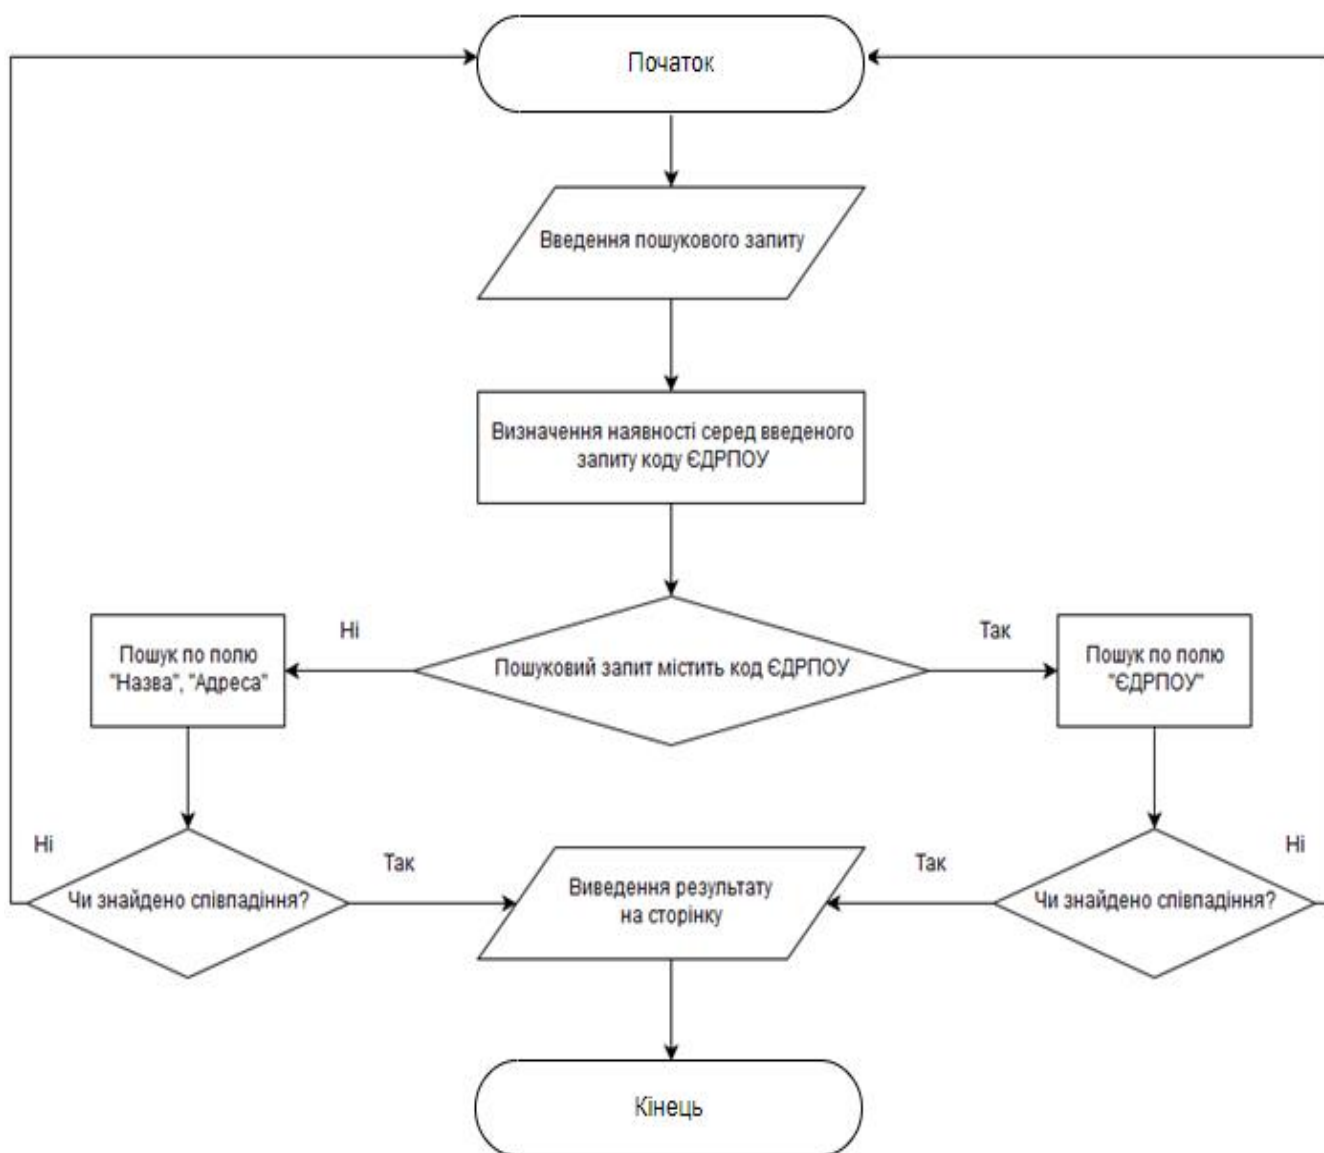 Початок
Введення пошукового запиту
Визначення наявності серед введеного
запиту коду ЄДРПОУ
Ні
Так
Пошук по полю
"Назва", "Адреса"
Пошуковий запит містить код ЄДРПОУ
Пошук по полю
"ЄДРПОУ"
Ні
Так
Так
Ні
Чи знайдено співпадіння?
Виведення результату
на сторінку
Чи знайдено співпадіння?
Кінець